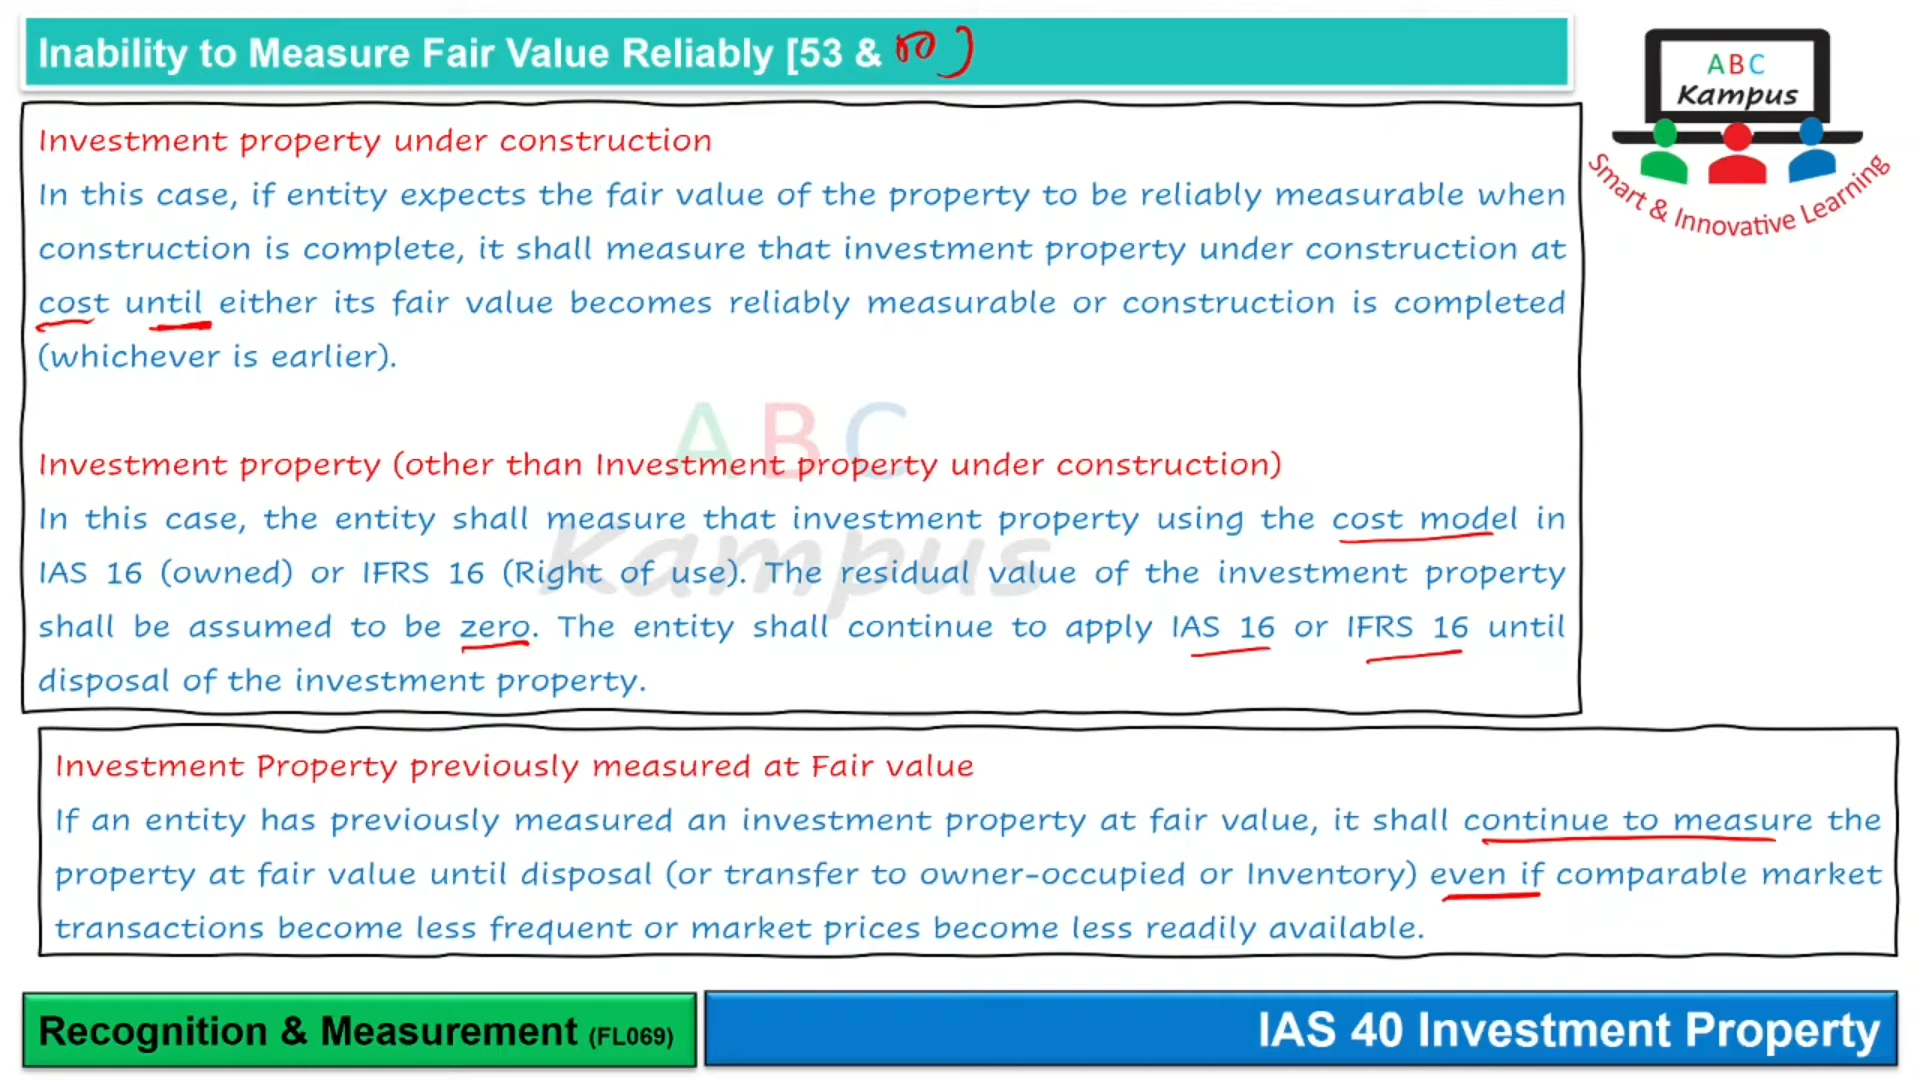 Inability to Measure Fair Value Reliably [53 &
ABC
Kampus
Smart & Innovative Learning
Investment property under construction
In this case, if entity expects the fair value of the property to be reliably measurable when
construction is complete, it shall measure that investment property under construction at
cost until either its fair value becomes reliably measurable or construction is completed
(whichever is earlier).
ABC
Kampus
Investment property (other than Investment property under construction)
In this case, the entity shall measure that investment property using the cost model in
IAS 16 (owned) or IFRS 16 (Right of use). The residual value of the investment property
shall be assumed to be zero. The entity shall continue to apply IAS 16 or IFRS 16 until
disposal of the investment property.
Investment Property previously measured at Fair value
If an entity has previously measured an investment property at fair value, it shall continue to measure the
property at fair value until disposal (or transfer to owner-occupied or Inventory) even if comparable market
transactions become less frequent or market prices become less readily available.
Recognition & Measurement (FL069)
IAS 40 Investment Property